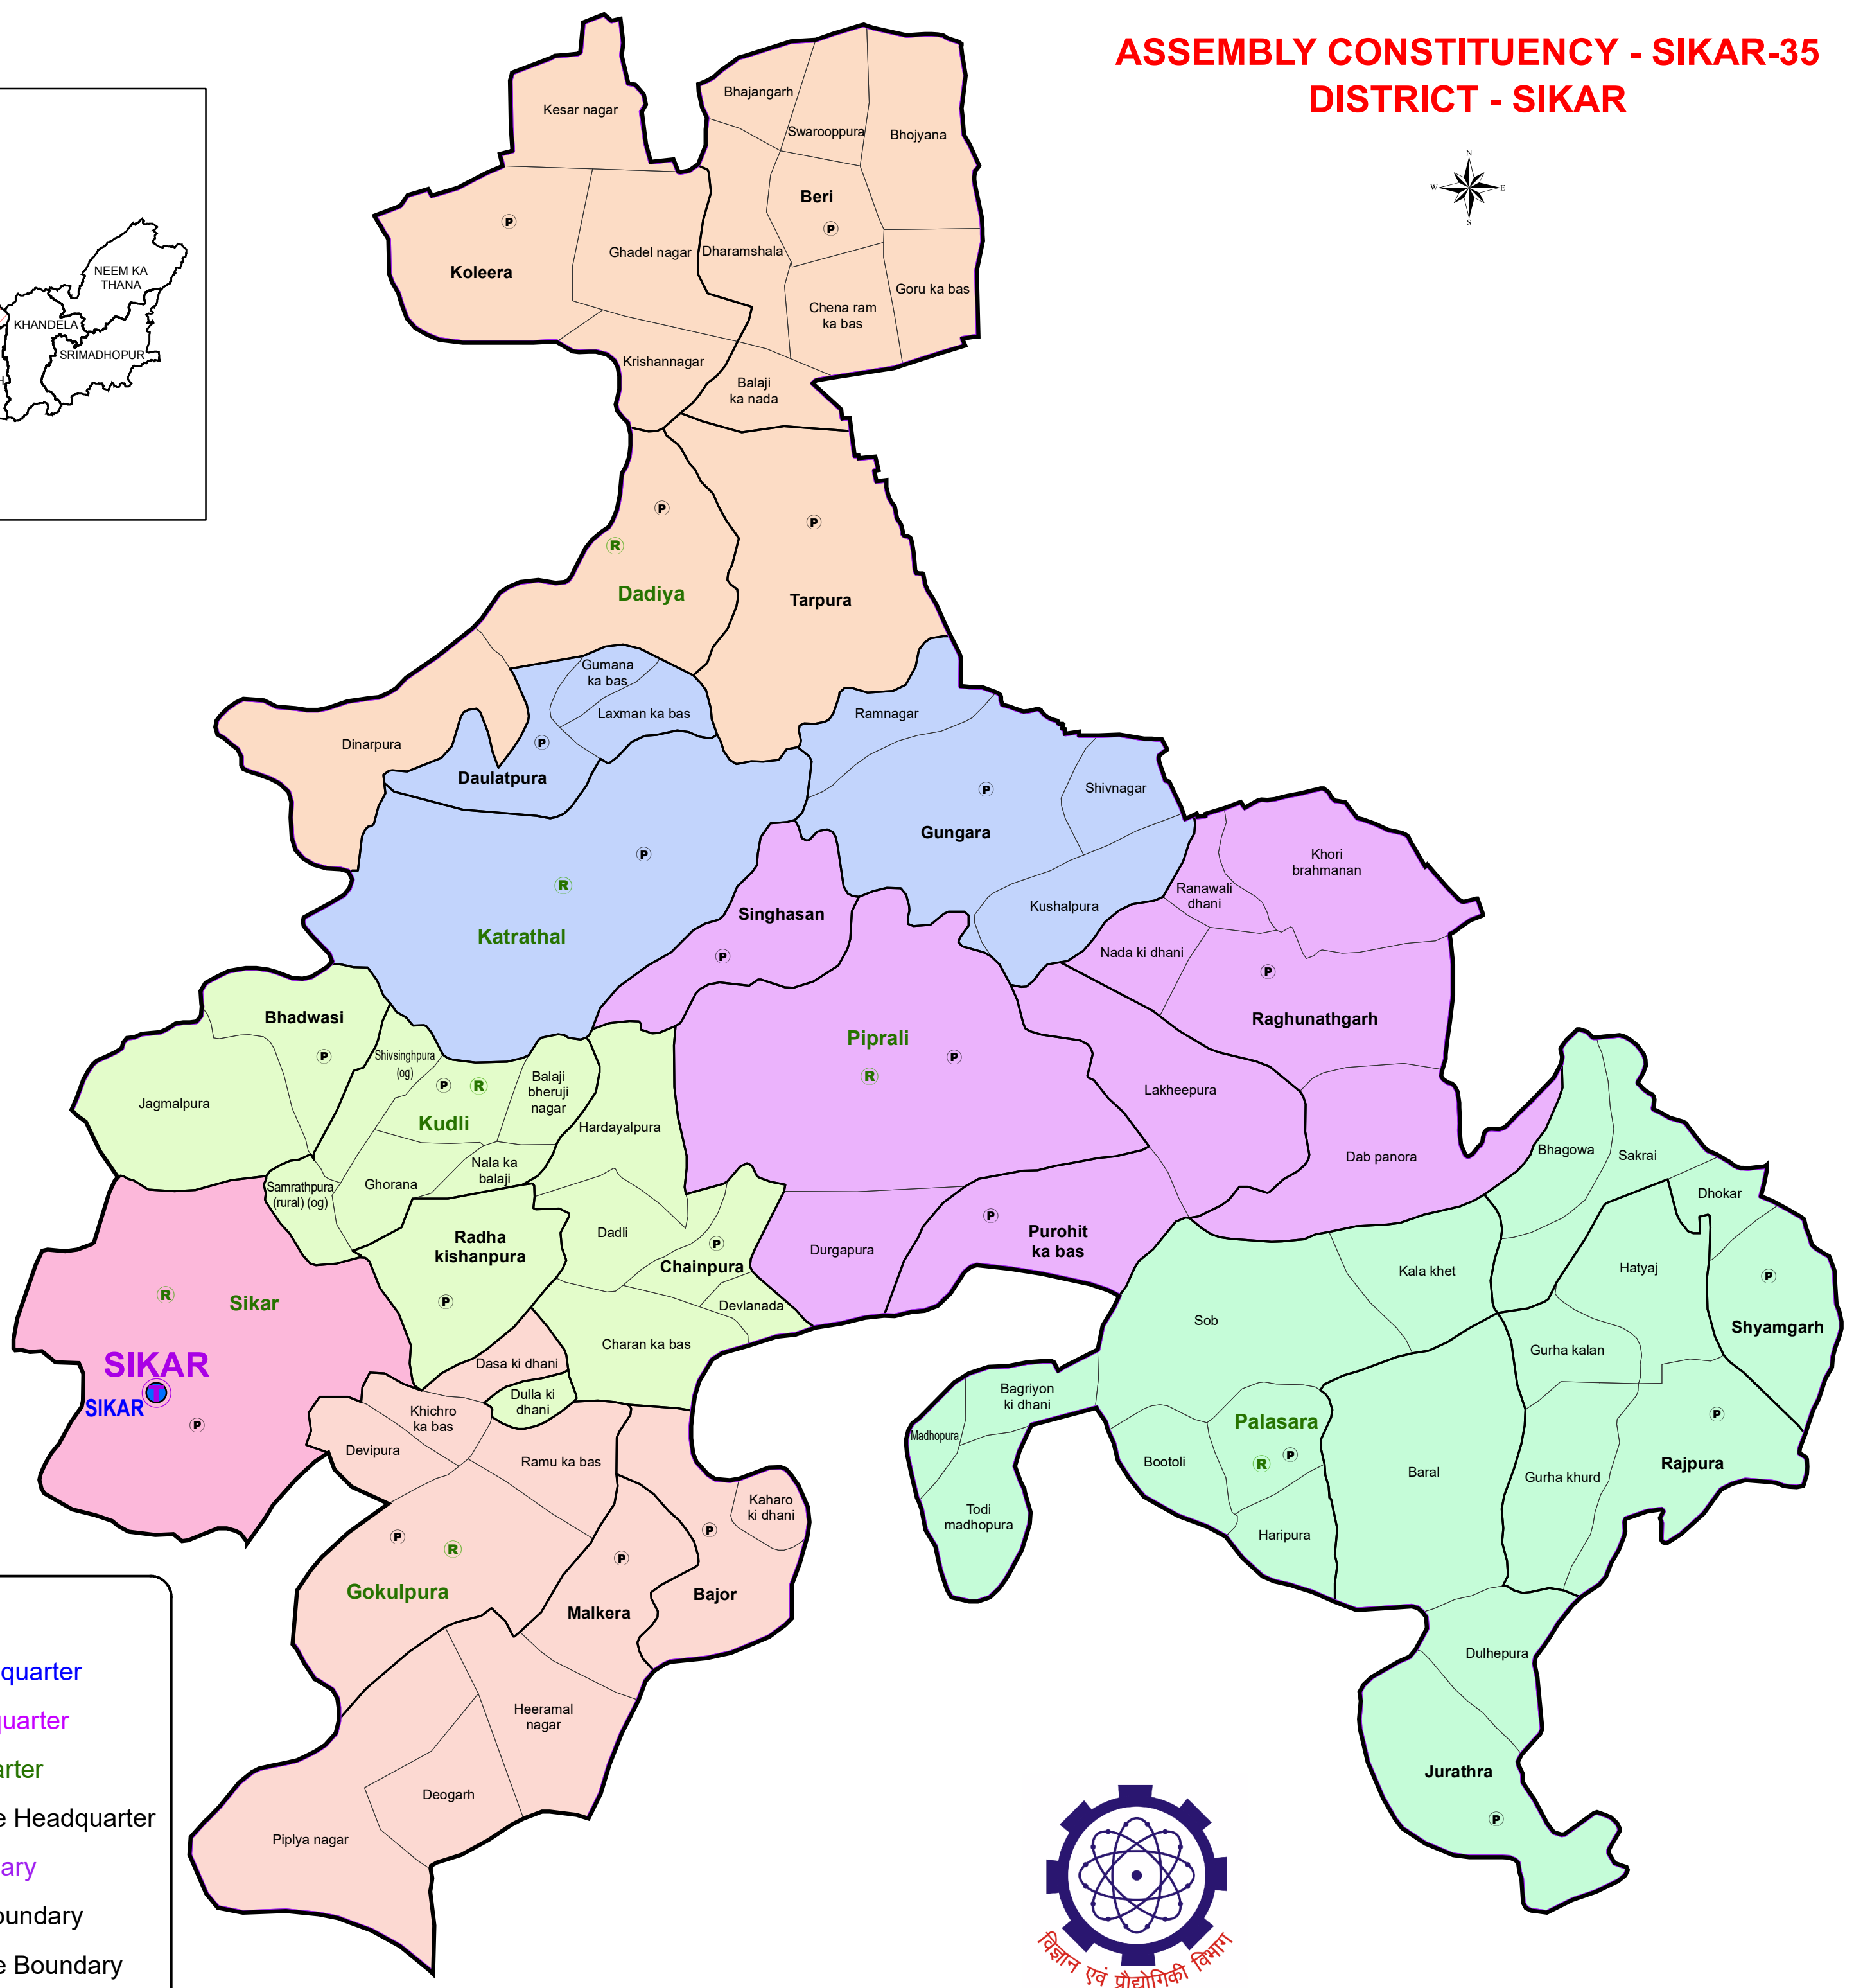 ASSEMBLY CONSTITUENCY - SIKAR-35
DISTRICT - SIKAR
N
W
E
S
NEEM KA
THANA
KHANDELA
SRIMADHOPUR
Kesar nagar
Bhajangarh
Swarooppura
Bhojyana
Beri
P
P
Koleera
Ghadel nagar
Dharamshala
Goru ka bas
Chena ram
ka bas
Krishannagar
Balaji
ka nada
P
P
R
Dadiya
Tarpura
Gumana
ka bas
Laxman ka bas
Ramnagar
Dinarpura
P
Daulatpura
P
Shivnagar
Gungara
P
R
Katrathal
Singhasan
P
Kushalpura
Khori
brahmanan
Ranawali
dhani
Nada ki dhani
P
Raghunathgarh
Bhadwasi
P
Jagmalpura
Shivsinghpura
(og)
P
R
Kudli
Balaji
bheruji
nagar
Hardayalpura
Piprali
P
R
Lakheepura
Dab panora
Bhagowa
Sakrai
Dhokar
Nala ka
balaji
Ghorana
Samrathpura
(rural) (og)
Radha
kishanpura
P
Dadli
P
Chainpura
Devlanada
Charan ka bas
Durgapura
P
Purohit
ka bas
Kala khet
Hatyaj
P
Shyamgarh
Sob
Gurha kalan
R
Sikar
SIKAR
T
SIKAR
P
Dasa ki dhani
Dulla ki
dhani
Khichro
ka bas
Devipura
Ramu ka bas
Bagriyon
ki dhani
Madhopura
Todi
madhopura
Bootoli
Palasara
R
P
Haripura
Baral
Gurha khurd
P
Rajpura
Kaharo
ki dhani
P
Bajor
P
R
Gokulpura
P
Malkera
Dulhepura
Heeramal
nagar
Deogarh
Piplya nagar
Jurathra
P
quarter
quarter
arter
e Headquarter
ary
oundary
e Boundary
विज्ञान एवं प्रौद्योगिकी विभाग